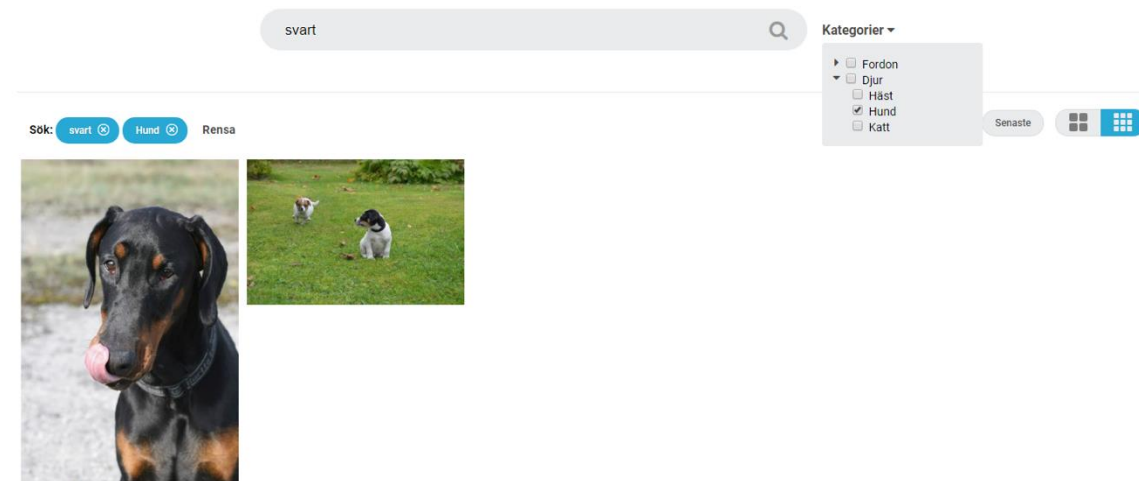 svart
Kategorier
Fordon
Djur
Häst
Hund
Katt
Sök: svart Hund Rensa
Senaste